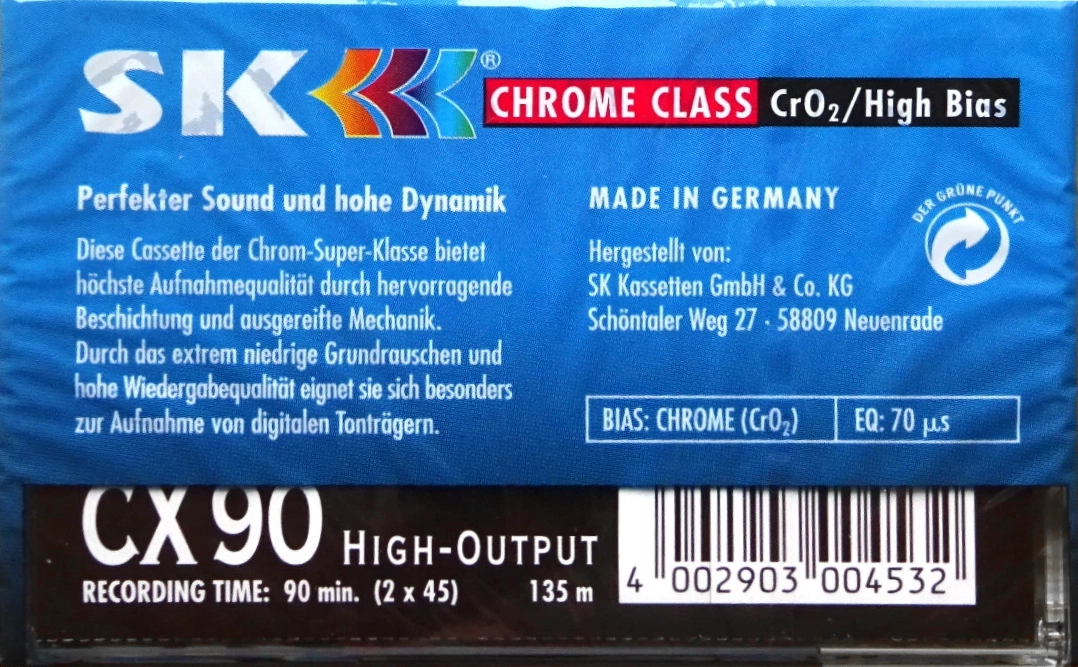 SK ®
CHROME CLASS CrO₂/High Bias
Perfekter Sound und hohe Dynamik
Diese Cassette der Chrom-Super-Klasse bietet
höchste Aufnahmequalität durch hervorragende
Beschichtung und ausgereifte Mechanik.
Durch das extrem niedrige Grundrauschen und
hohe Wiedergabequalität eignet sie sich besonders
zur Aufnahme von digitalen Tonträgern.
MADE IN GERMANY
Hergestellt von:
SK Kassetten GmbH & Co. KG
Schöntaler Weg 27 · 58809 Neuenrade
DER GRÜNE PUNKT
BIAS: CHROME (CrO₂) EQ: 70 µs
CX 90 HIGH-OUTPUT
RECORDING TIME: 90 min. (2 x 45) 135 m
4 002903 004532